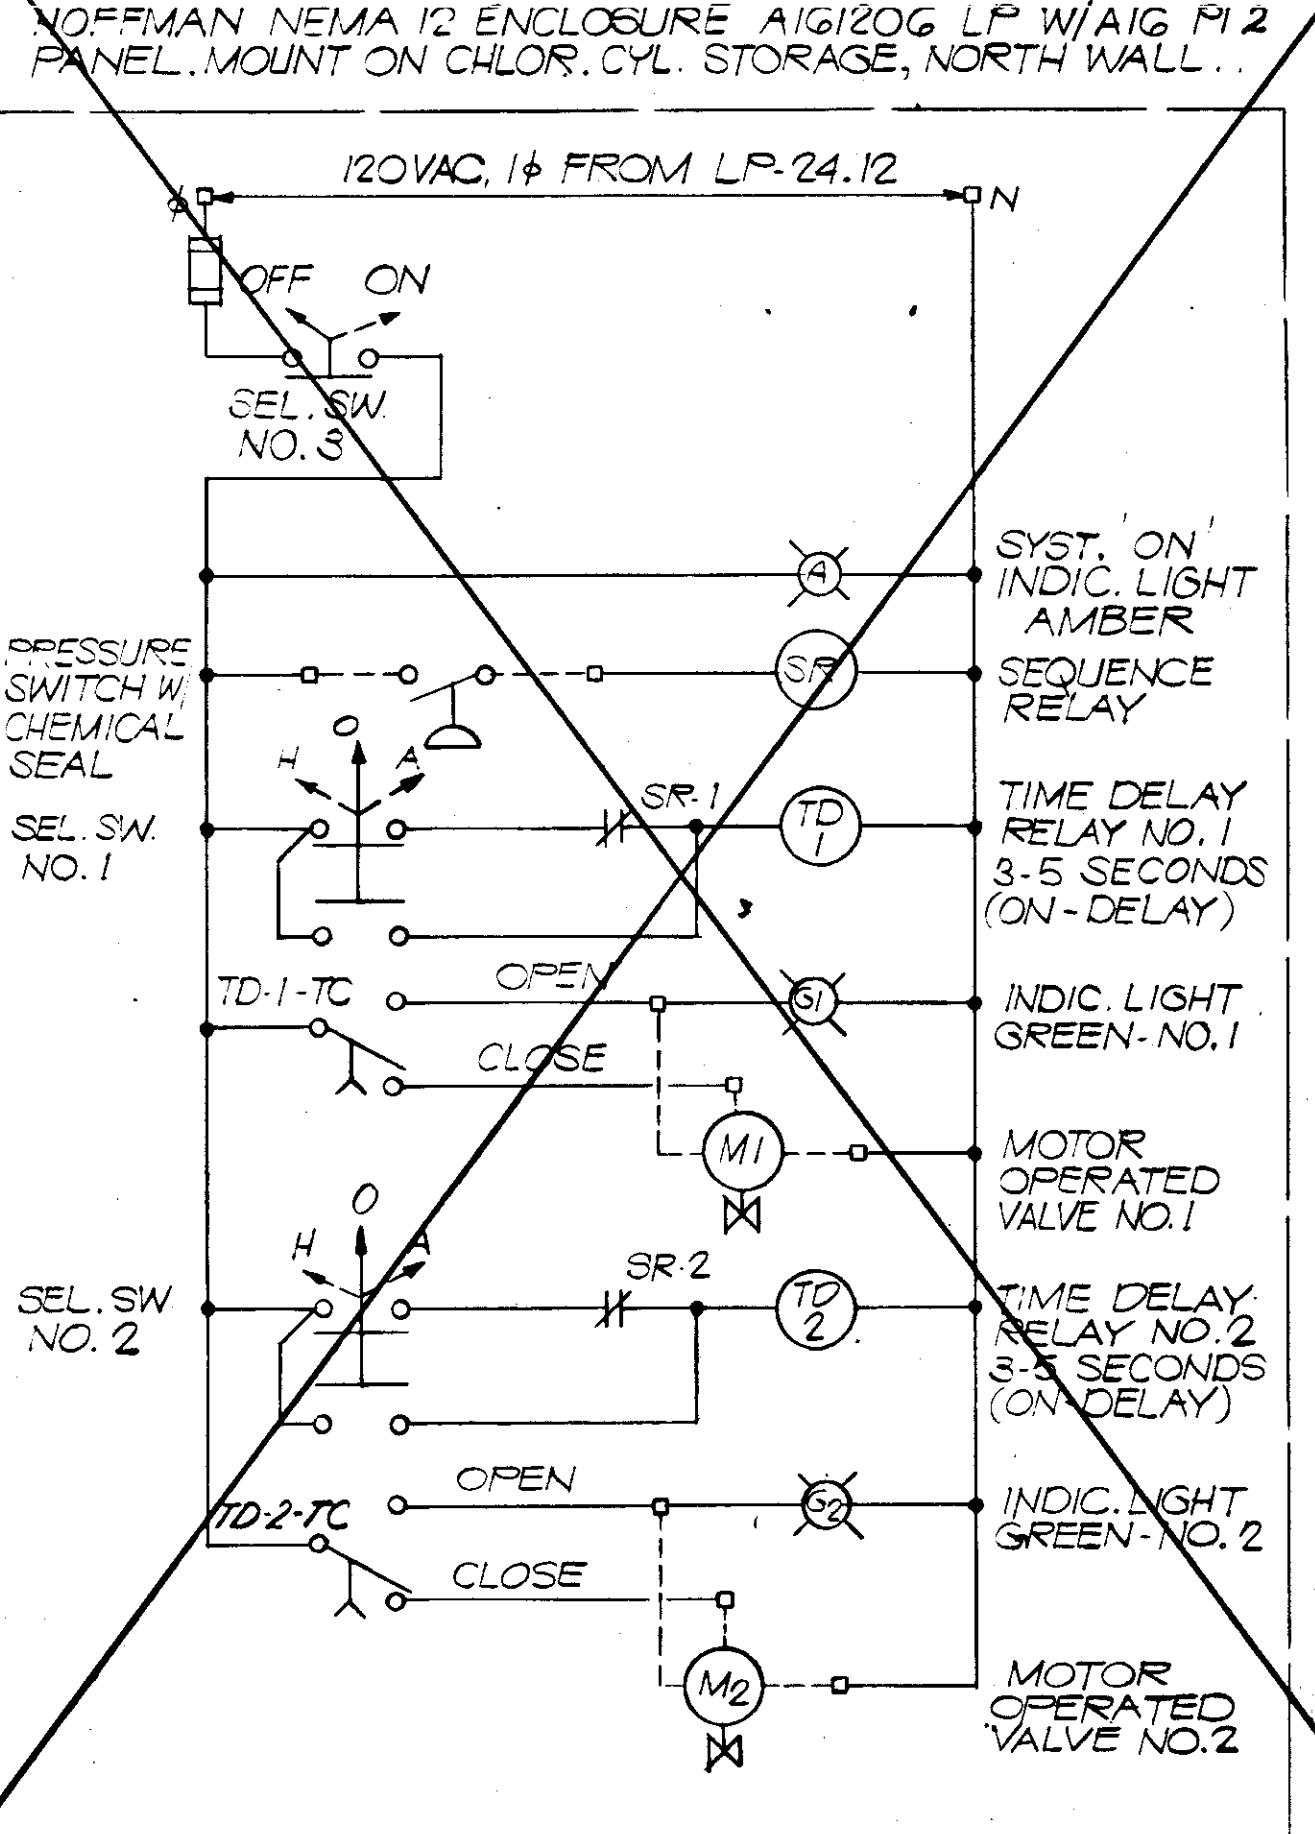 HOFFMAN NEMA 12 ENCLOSURE A161206 LP W/A16 P12
PANEL. MOUNT ON CHLOR. CYL. STORAGE, NORTH WALL..
120VAC, 1ϕ FROM LP-24.12
ϕ
N
OFF ON
SEL. SW.
NO. 3
A
SYST. 'ON'
INDIC. LIGHT
AMBER
PRESSURE
SWITCH W/
CHEMICAL
SEAL
SR
SEQUENCE
RELAY
O
H A
SEL. SW.
NO. 1
SR-1
TD
1
TIME DELAY
RELAY NO. 1
3-5 SECONDS
(ON-DELAY)
TD-1-TC
OPEN
G1
INDIC. LIGHT
GREEN-NO. 1
CLOSE
M1
MOTOR
OPERATED
VALVE NO. 1
O
H A
SEL. SW
NO. 2
SR-2
TD
2
TIME DELAY
RELAY NO. 2
3-5 SECONDS
(ON-DELAY)
TD-2-TC
OPEN
G2
INDIC. LIGHT
GREEN-NO. 2
CLOSE
M2
MOTOR
OPERATED
VALVE NO. 2